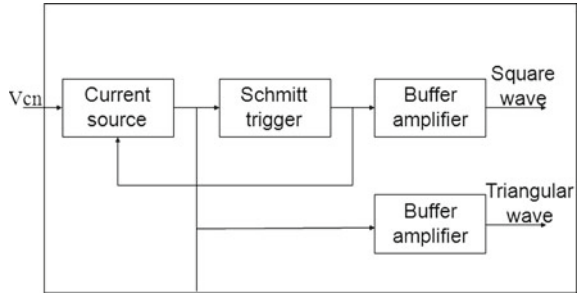 Vcn
Current
source
Schmitt
trigger
Buffer
amplifier
Square
wave
Buffer
amplifier
Triangular
wave